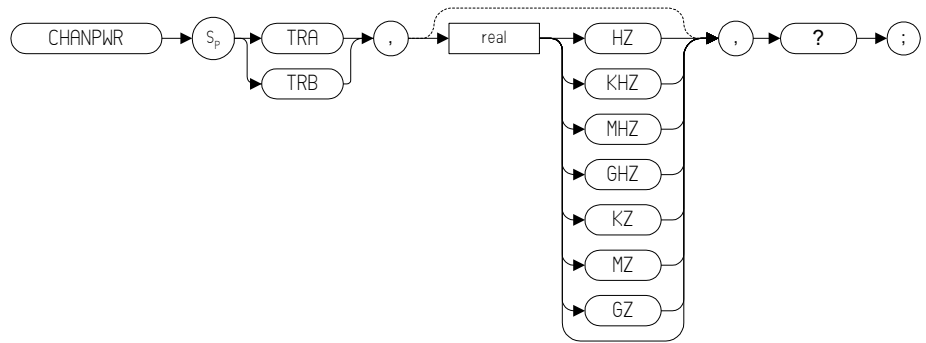 CHANPWR Sp TRA , real HZ , ? ;
TRB KHZ
MHZ
GHZ
KZ
MZ
GZ